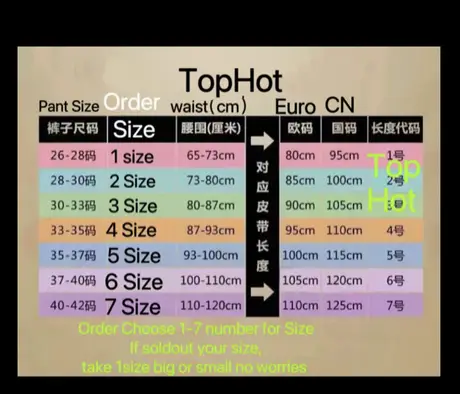 TopHot
Pant Size Order waist(cm) Euro CN
裤子尺码 Size 腰围(厘米) 欧码 国码 长度代码
26-28码 1 size 65-73cm 80cm 95cm 1号
28-30码 2 Size 73-80cm 85cm 100cm 2号
30-33码 3 Size 80-87cm 90cm 105cm 3号
33-35码 4 Size 87-93cm 95cm 110cm 4号
35-37码 5 Size 93-100cm 100cm 115cm 5号
37-40码 6 Size 100-110cm 105cm 120cm 6号
40-42码 7 Size 110-120cm 110cm 125cm 7号
对应皮带长度
Top
Hot
Order Choose 1-7 number for Size
If soldout your size,
take 1size big or small no worries